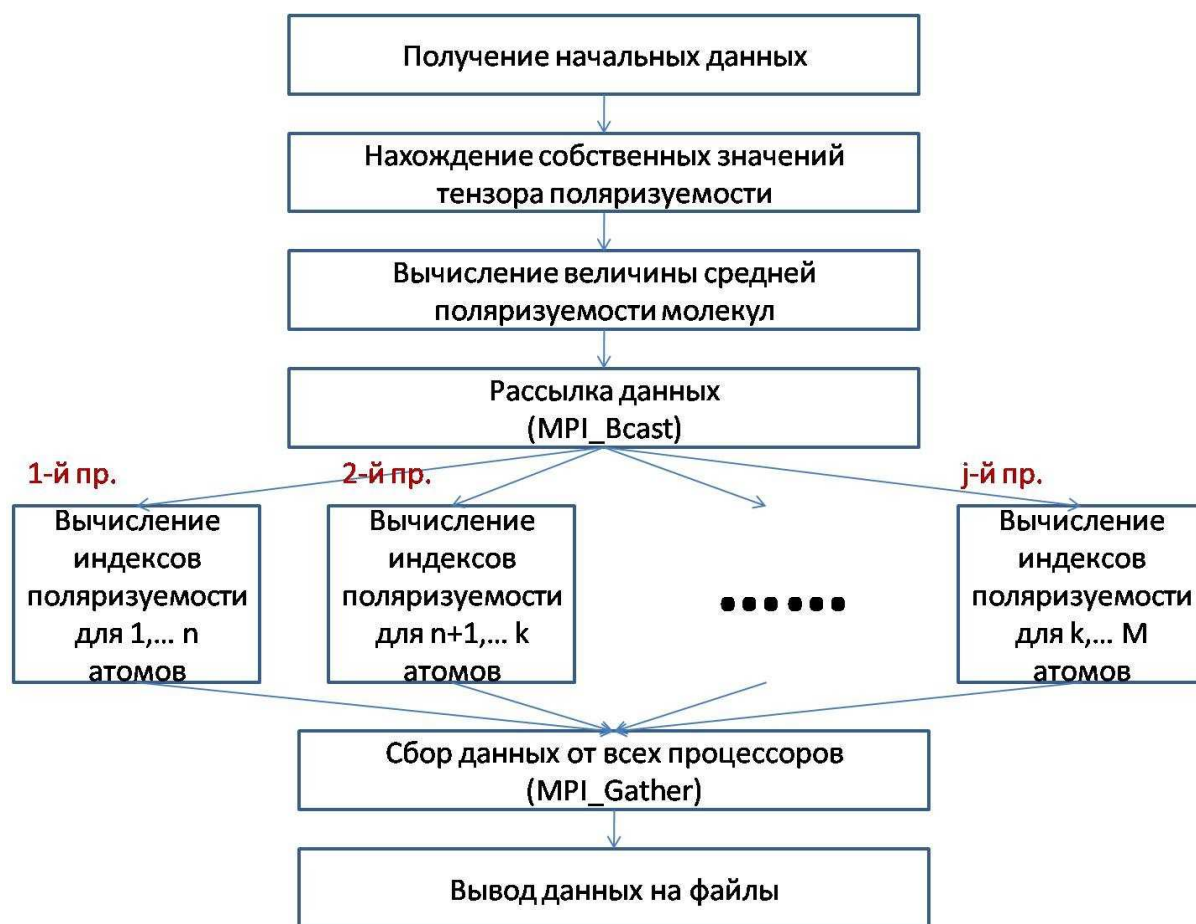 Получение начальных данных
Нахождение собственных значений
тензора поляризуемости
Вычисление величины средней
поляризуемости молекул
Рассылка данных
(MPI_Bcast)
1-й пр.
Вычисление
индексов
поляризуемости
для 1,... n
атомов
2-й пр.
Вычисление
индексов
поляризуемости
для n+1,... k
атомов
......
j-й пр.
Вычисление
индексов
поляризуемости
для k,... M
атомов
Сбор данных от всех процессоров
(MPI_Gather)
Вывод данных на файлы